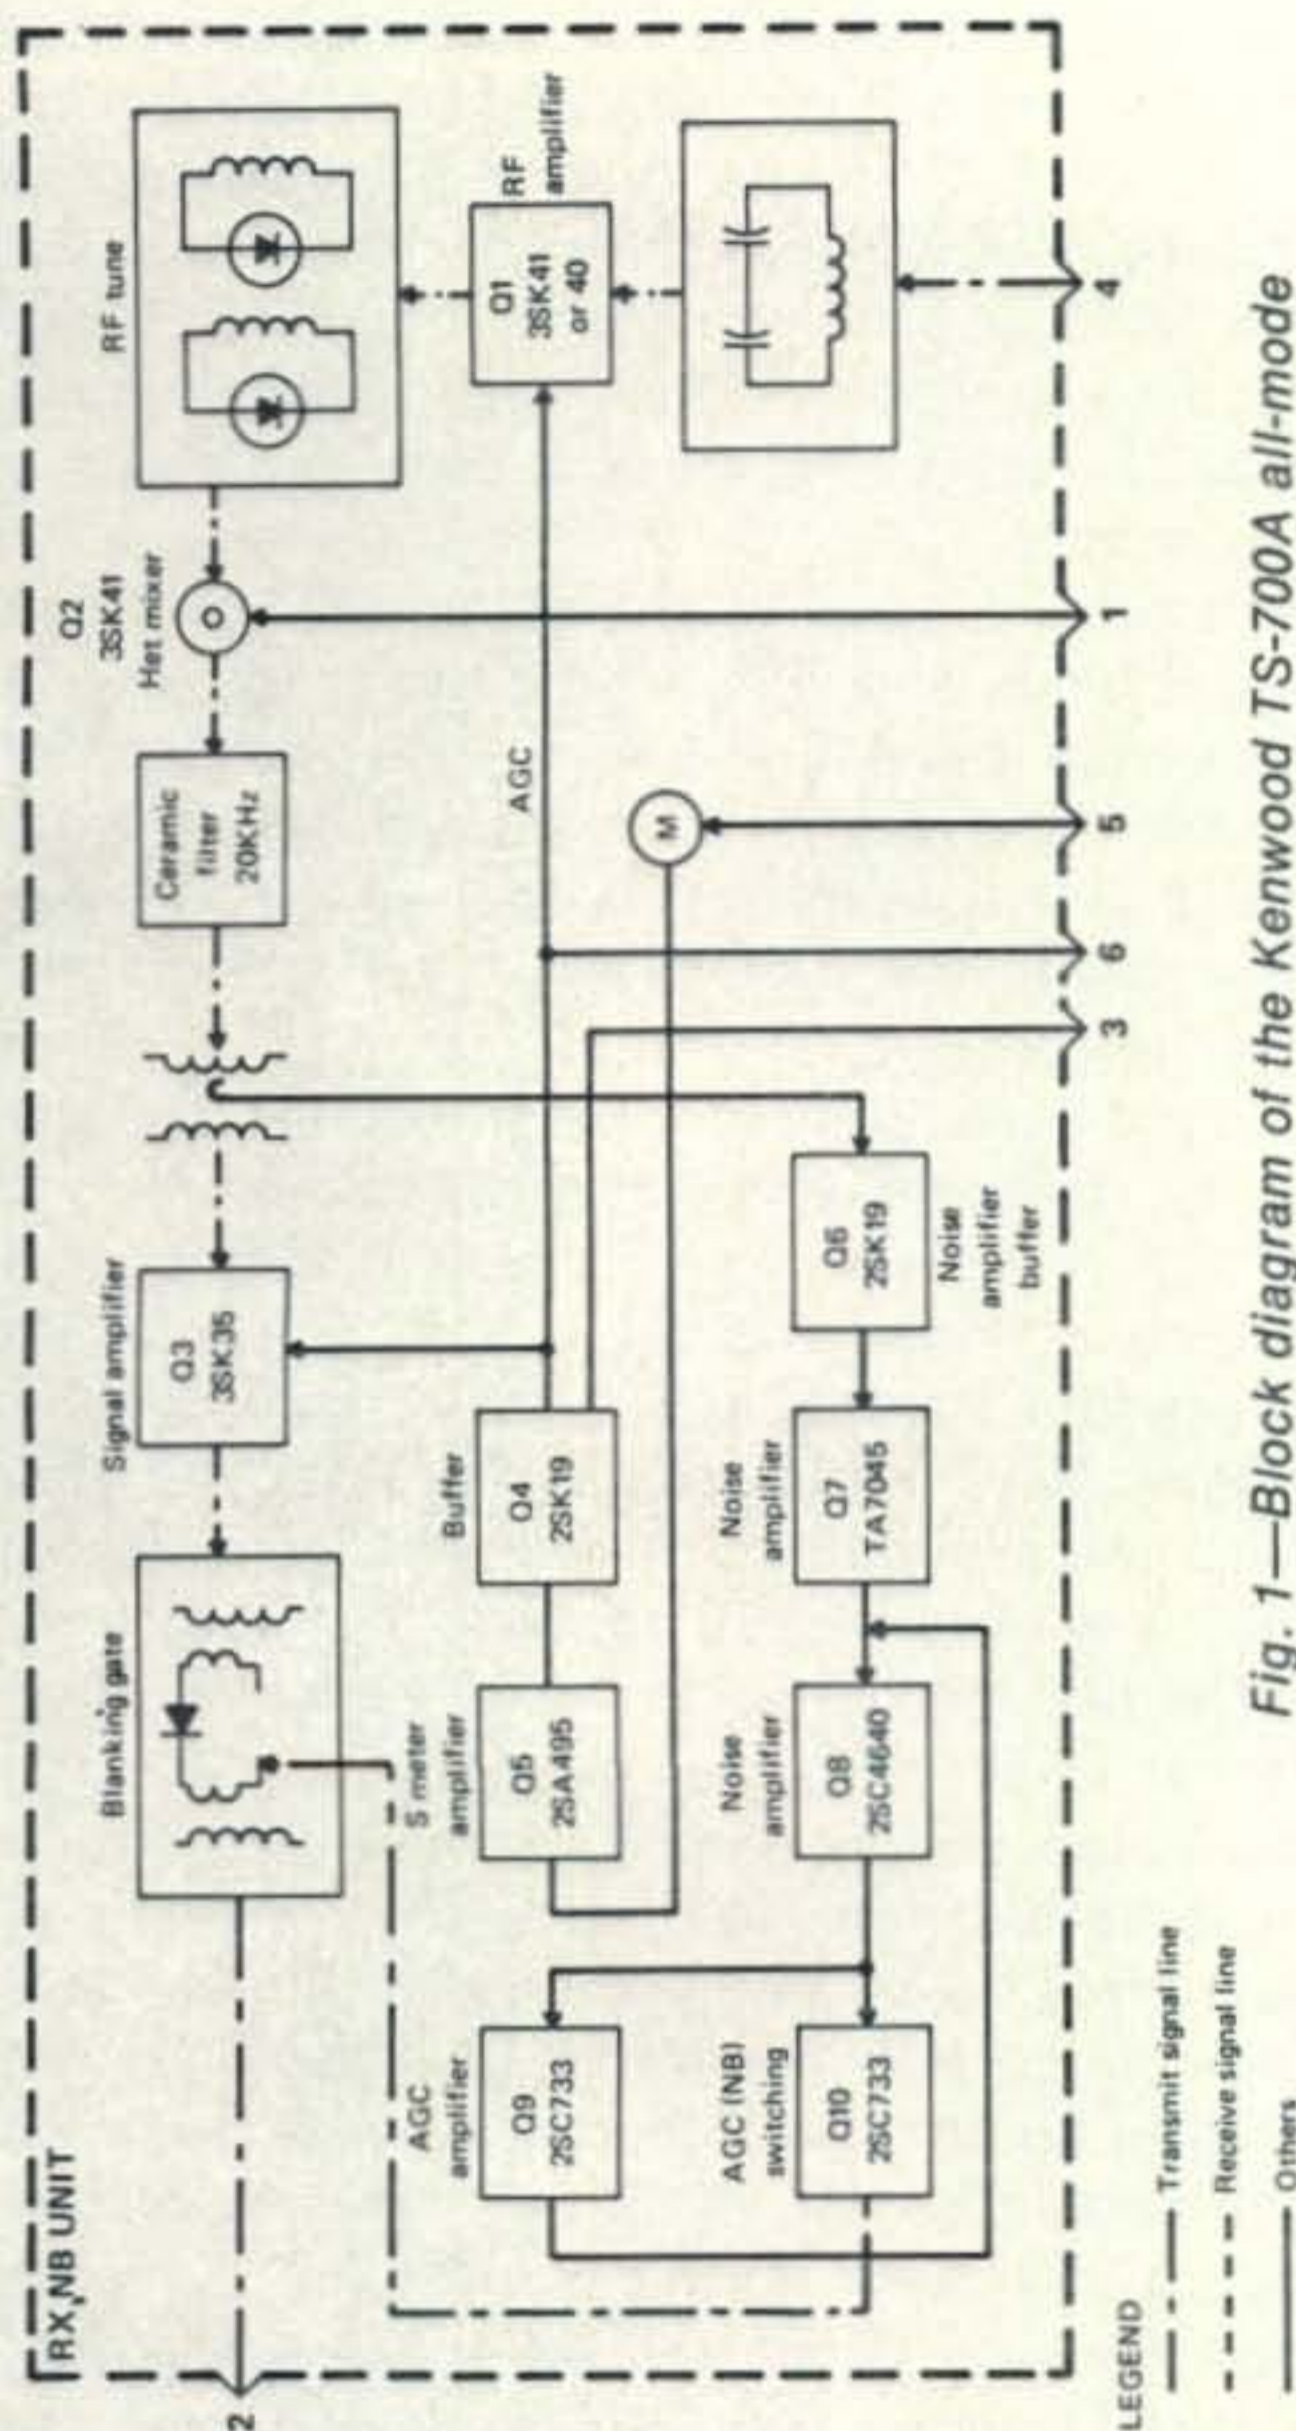 RX, NB UNIT
2
Blanking gate
Signal amplifier
Q3
3SK35
Ceramic
filter
20KHz
Q2
3SK41
Het mixer
RF tune
S meter
amplifier
Q5
2SA495
Buffer
Q4
2SK19
AGC
Q1
3SK41
or 40
RF
amplifier
M
AGC
amplifier
Q9
2SC733
AGC (NB)
switching
Q10
2SC733
Noise
amplifier
Q8
2SC4640
Noise
amplifier
Q7
TA7045
Q6
2SK19
Noise
amplifier
buffer
3
6
5
1
4
LEGEND
Transmit signal line
Receive signal line
Others
Fig. 1—Block diagram of the Kenwood TS-700A all-mode